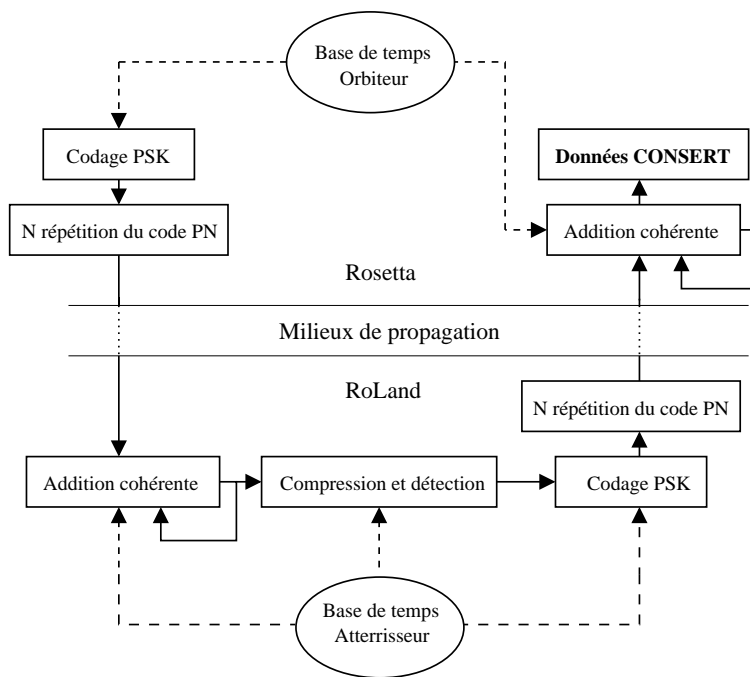 Base de temps
Orbiteur
Codage PSK
Données CONSERT
N répétition du code PN
Addition cohérente
Rosetta
Milieux de propagation
RoLand
N répétition du code PN
Addition cohérente
Compression et détection
Codage PSK
Base de temps
Atterrisseur